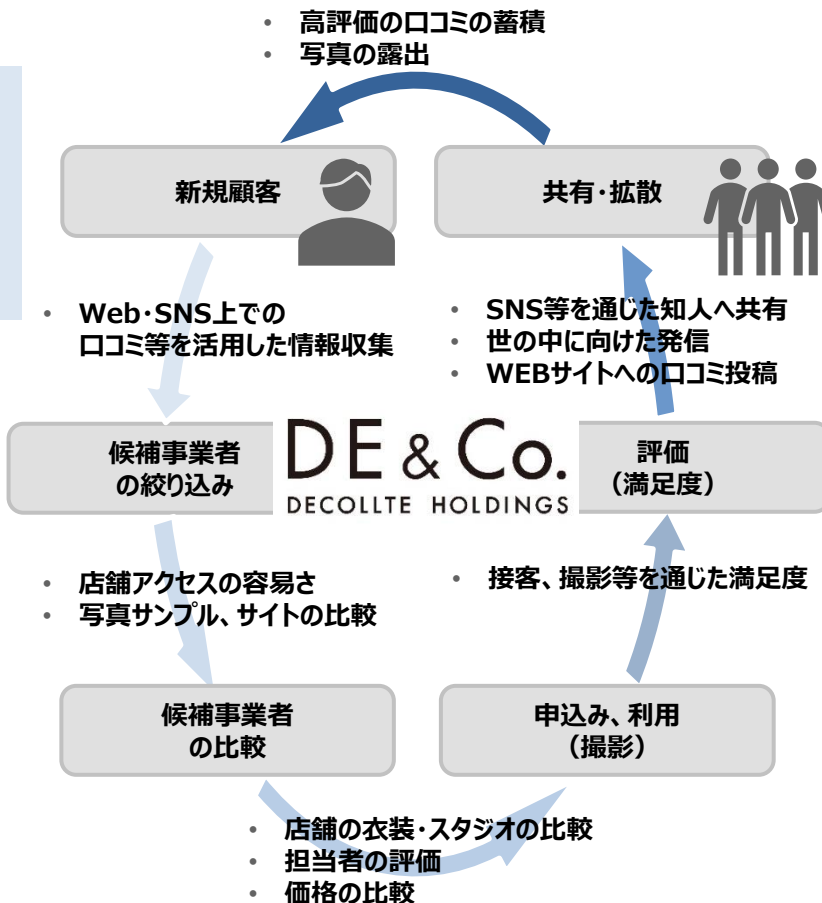 • 高評価の口コミの蓄積
• 写真の露出
新規顧客
共有・拡散
• Web・SNS上での
口コミ等を活用した情報収集
• SNS等を通じた知人へ共有
• 世の中に向けた発信
• WEBサイトへの口コミ投稿
候補事業者
の絞り込み
DE & Co.
DECOLLTE HOLDINGS
評価
（満足度）
• 店舗アクセスの容易さ
• 写真サンプル、サイトの比較
• 接客、撮影等を通じた満足度
候補事業者
の比較
申込み、利用
（撮影）
• 店舗の衣装・スタジオの比較
• 担当者の評価
• 価格の比較